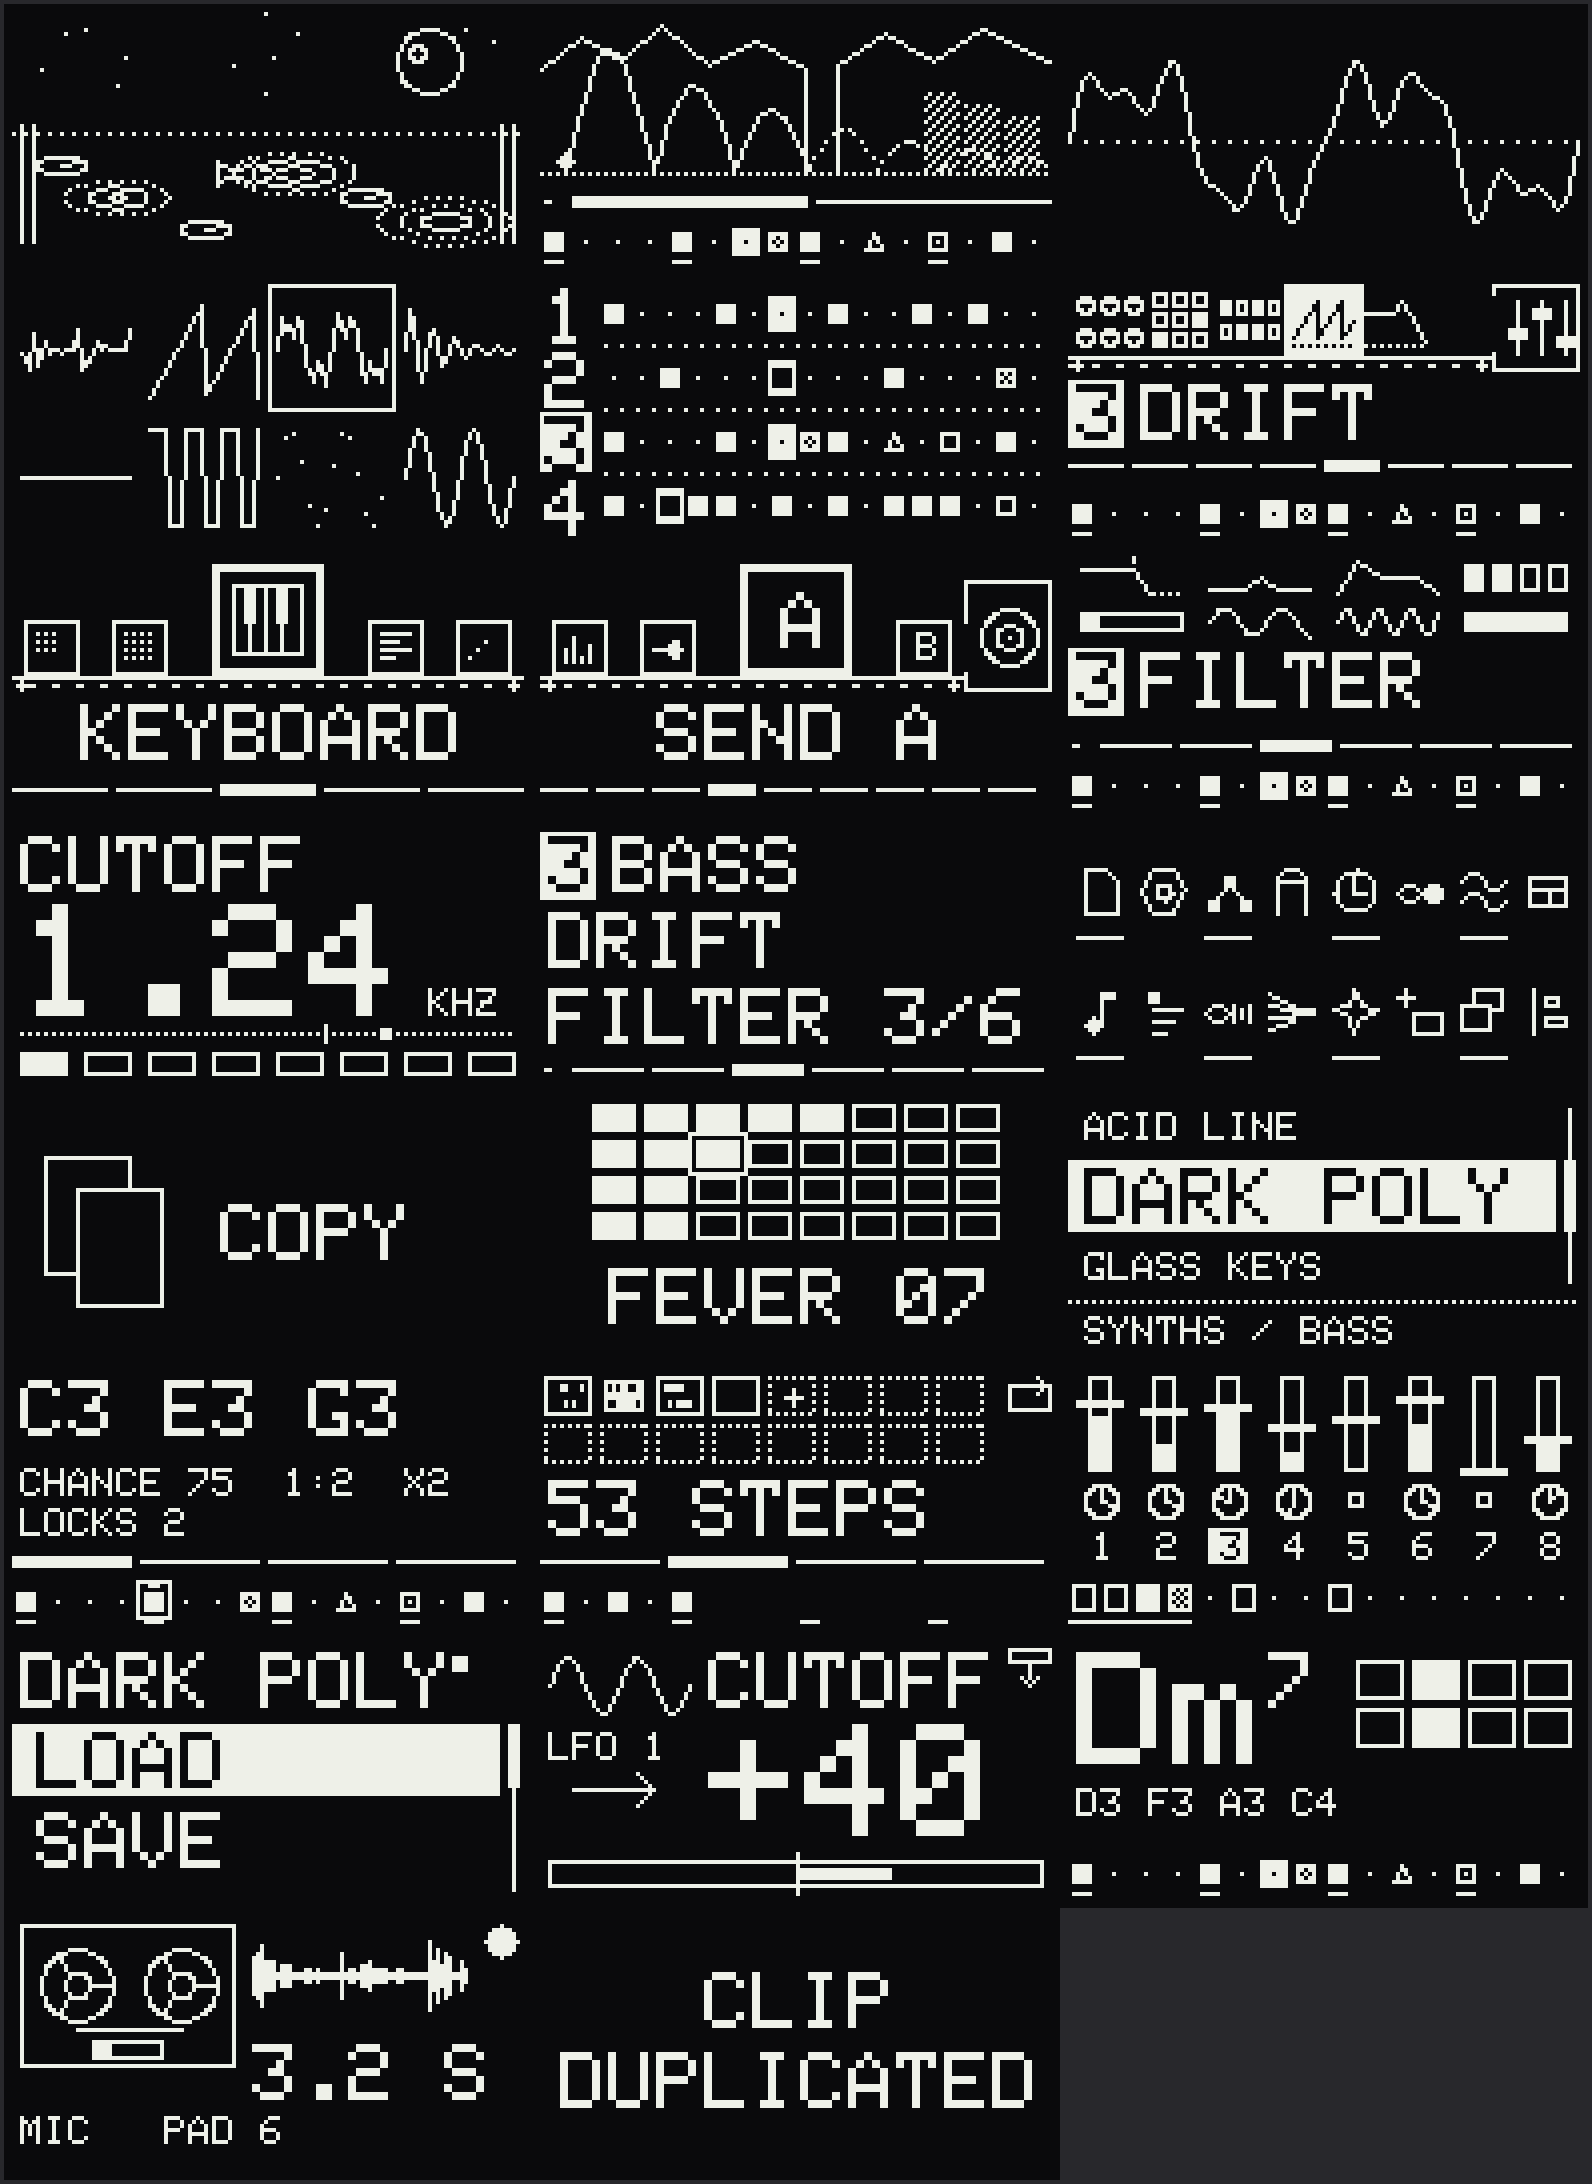 1
2
3
4
3 DRIFT
A
B
KEYBOARD
SEND A
3 FILTER
CUTOFF
1.24 KHZ
3 BASS
DRIFT
FILTER 3/6
COPY
FEVER 07
ACID LINE
DARK POLY
GLASS KEYS
SYNTHS / BASS
C3 E3 G3
CHANCE 75 1:2 X2
LOCKS 2
53 STEPS
1 2 3 4 5 6 7 8
DARK POLY
LOAD
SAVE
CUTOFF
LFO 1
+40
Dm7
D3 F3 A3 C4
3.2 S
MIC PAD 6
CLIP
DUPLICATED